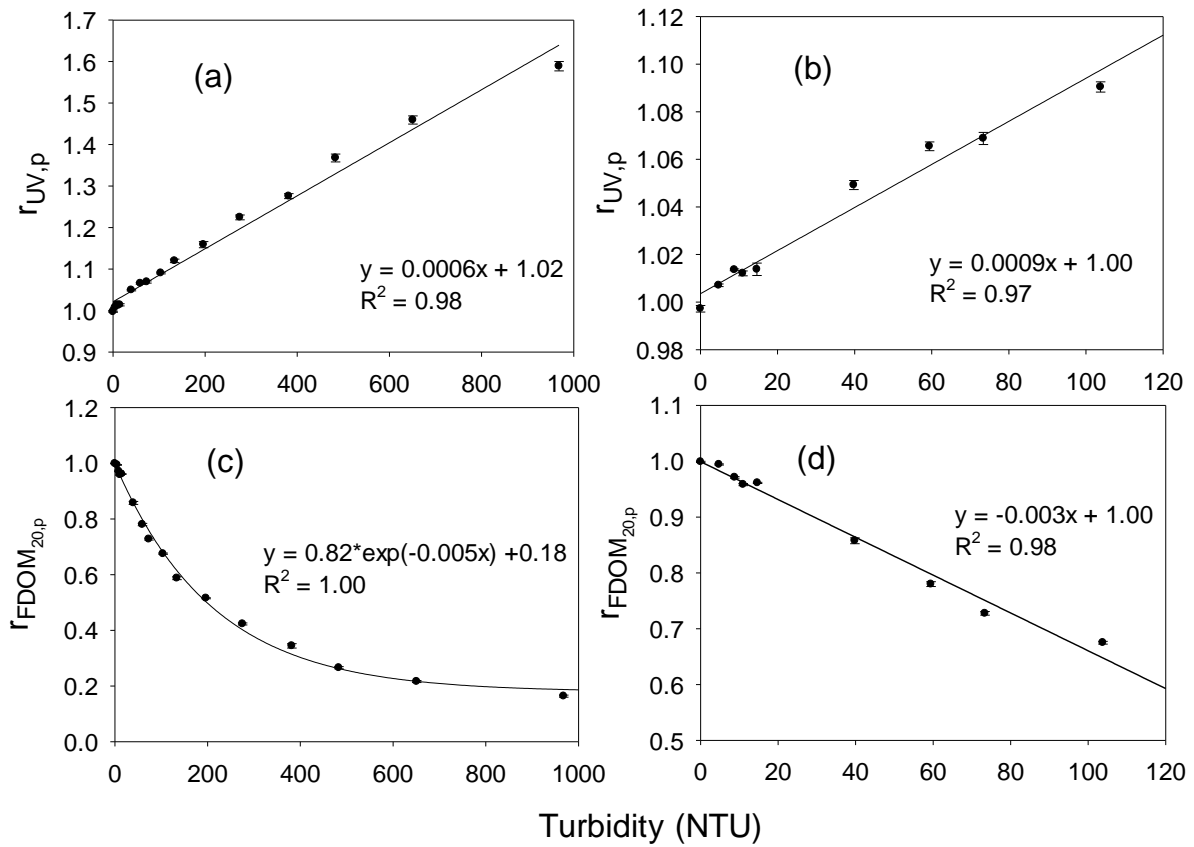 1.7
1.6
1.5
1.4
1.3
1.2
1.1
1.0
0.9
r_UV,p
(a)
y = 0.0006x + 1.02
R² = 0.98
0 200 400 600 800 1000
1.12
1.10
1.08
1.06
1.04
1.02
1.00
0.98
r_UV,p
(b)
y = 0.0009x + 1.00
R² = 0.97
0 20 40 60 80 100 120
1.2
1.0
0.8
0.6
0.4
0.2
0.0
r_FDOM20,p
(c)
y = 0.82*exp(-0.005x) +0.18
R² = 1.00
0 200 400 600 800 1000
1.1
1.0
0.9
0.8
0.7
0.6
0.5
r_FDOM20,p
(d)
y = -0.003x + 1.00
R² = 0.98
0 20 40 60 80 100 120
Turbidity (NTU)